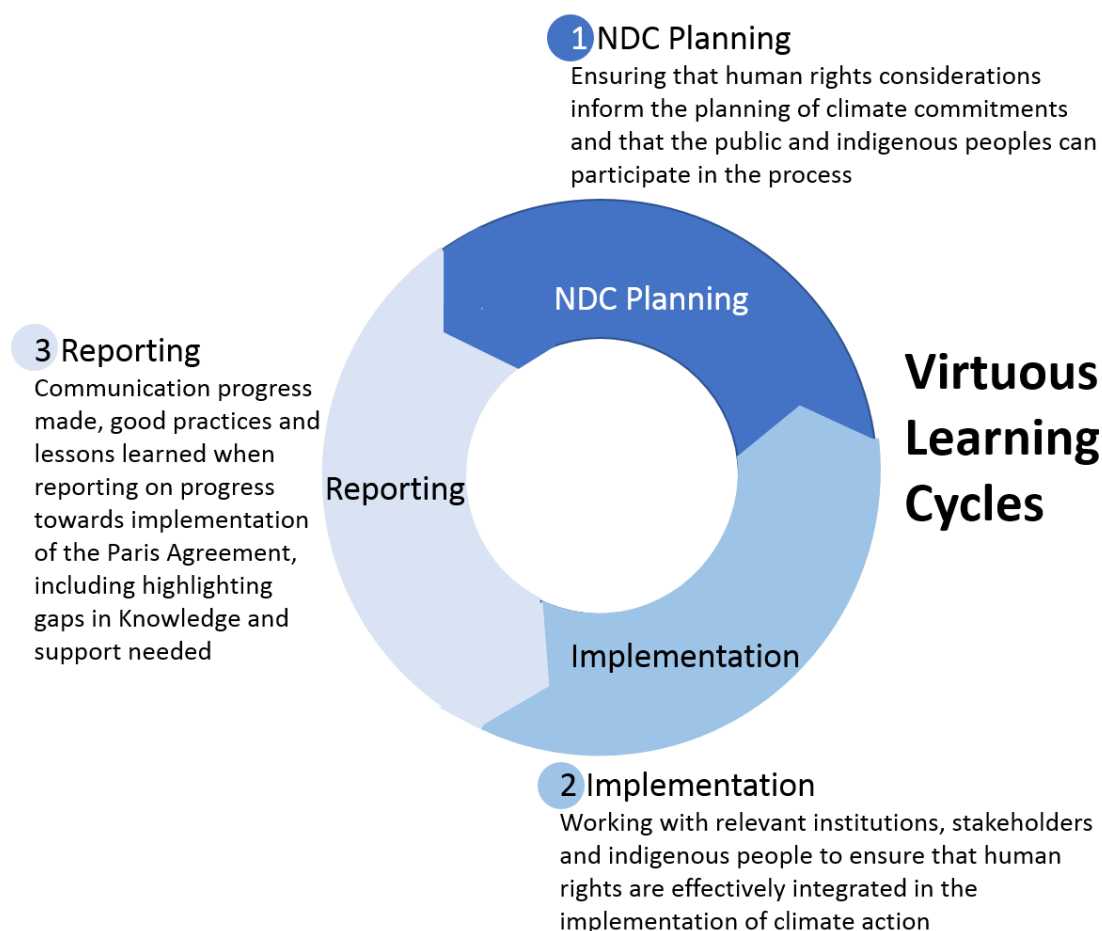 1 NDC Planning
Ensuring that human rights considerations
inform the planning of climate commitments
and that the public and indigenous peoples can
participate in the process
NDC Planning
3 Reporting
Communication progress
made, good practices and
lessons learned when
reporting on progress
towards implementation
of the Paris Agreement,
including highlighting
gaps in Knowledge and
support needed
Reporting
Virtuous
Learning
Cycles
Implementation
2 Implementation
Working with relevant institutions, stakeholders
and indigenous people to ensure that human
rights are effectively integrated in the
implementation of climate action